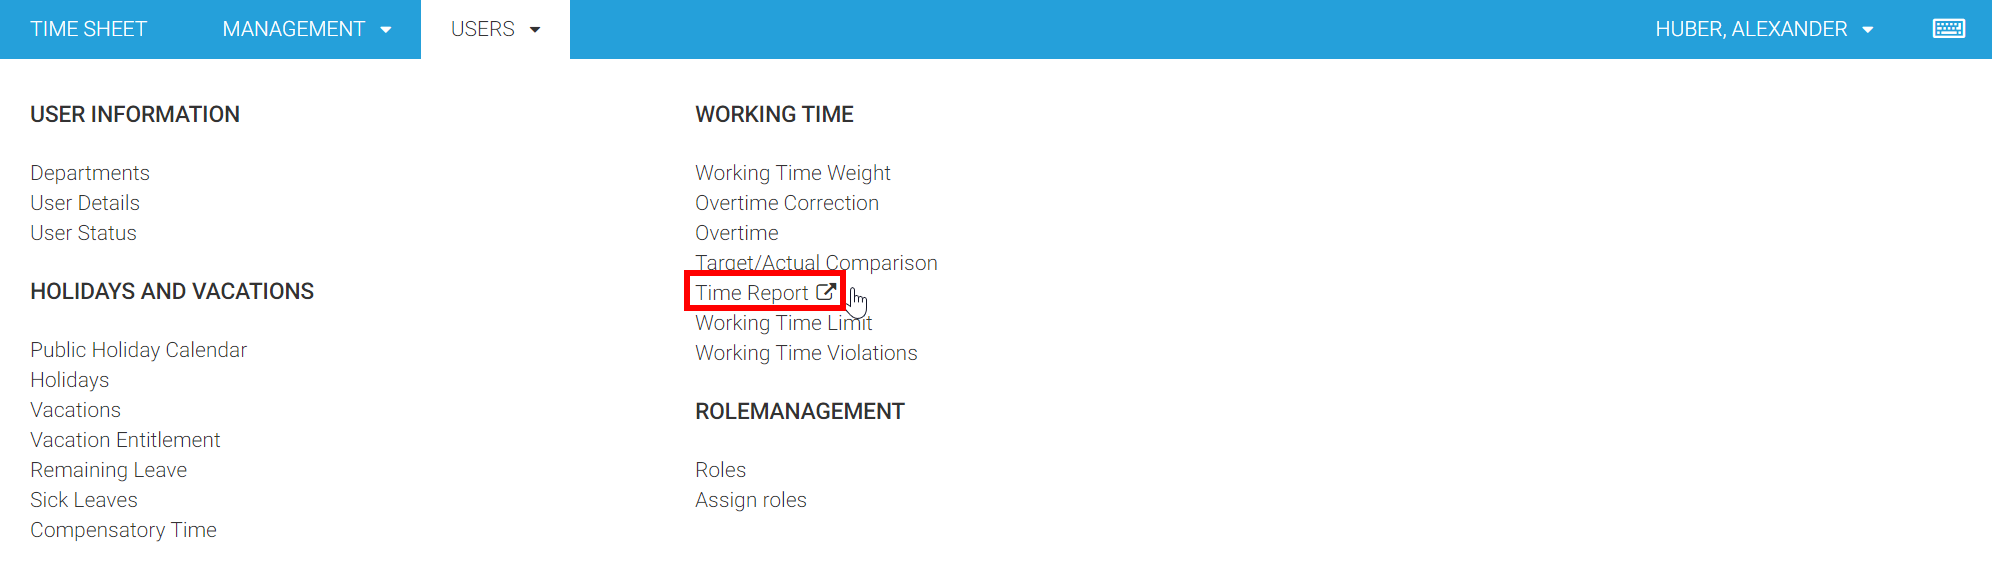 TIME SHEET MANAGEMENT USERS HUBER, ALEXANDER
USER INFORMATION
Departments
User Details
User Status
HOLIDAYS AND VACATIONS
Public Holiday Calendar
Holidays
Vacations
Vacation Entitlement
Remaining Leave
Sick Leaves
Compensatory Time
WORKING TIME
Working Time Weight
Overtime Correction
Overtime
Target/Actual Comparison
Time Report
Working Time Limit
Working Time Violations
ROLEMANAGEMENT
Roles
Assign roles